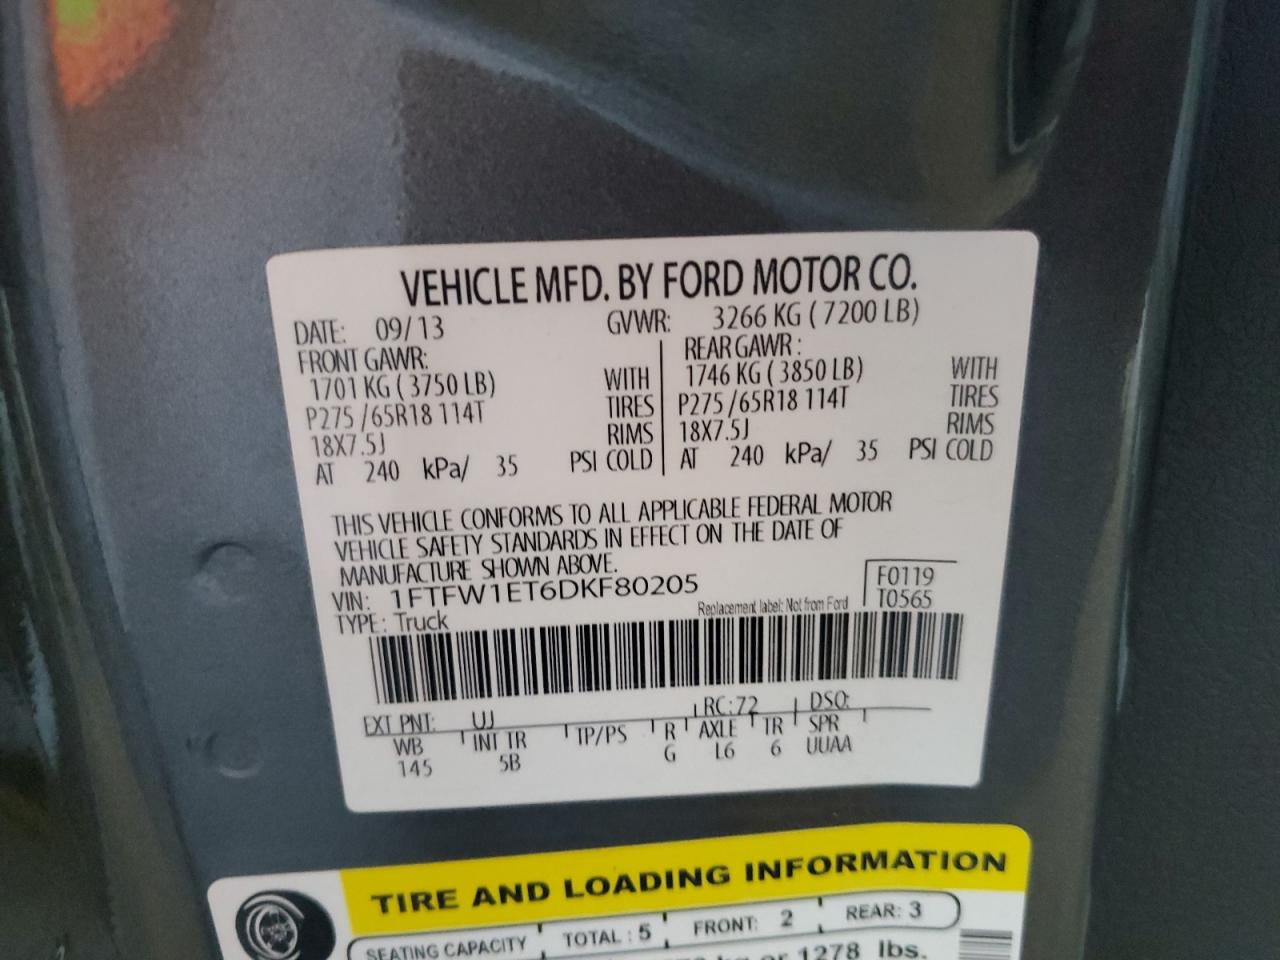 VEHICLE MFD. BY FORD MOTOR CO.
DATE: 09/13 GVWR: 3266 KG ( 7200 LB)
FRONT GAWR: REAR GAWR :
1701 KG ( 3750 LB) WITH 1746 KG ( 3850 LB) WITH
P275 /65R18 114T TIRES P275 /65R18 114T TIRES
18X7.5J RIMS 18X7.5J RIMS
AT 240 kPa/ 35 PSI COLD AT 240 kPa/ 35 PSI COLD
THIS VEHICLE CONFORMS TO ALL APPLICABLE FEDERAL MOTOR
VEHICLE SAFETY STANDARDS IN EFFECT ON THE DATE OF
MANUFACTURE SHOWN ABOVE.
VIN: 1FTFW1ET6DKF80205 F0119
TYPE: Truck Replacement label: Not from Ford T0565
EXT PNT: UJ RC: 72 DSO:
WB INT TR TP/PS R AXLE TR SPR
145 5B G L6 6 UUAA
TIRE AND LOADING INFORMATION
SEATING CAPACITY TOTAL : 5 FRONT: 2 REAR: 3
kg or 1278 lbs.